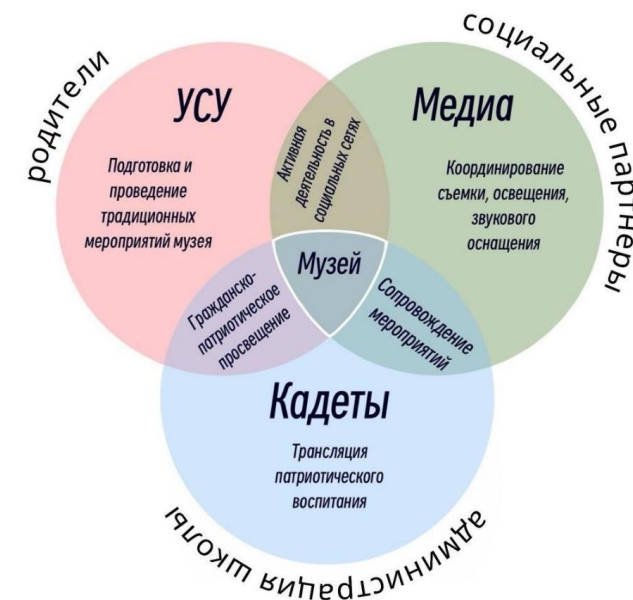 родители
социальные партнеры
УСУ
Подготовка и
проведение
традиционных
мероприятий музея
Активная
деятельность в
социальных сетях
Медиа
Координирование
съемки, освещения,
звукового
оснащения
Музей
Гражданско-
патриотическое
просвещение
Сопровождение
мероприятий
Кадеты
Трансляция
патриотического
воспитания
администрация школы